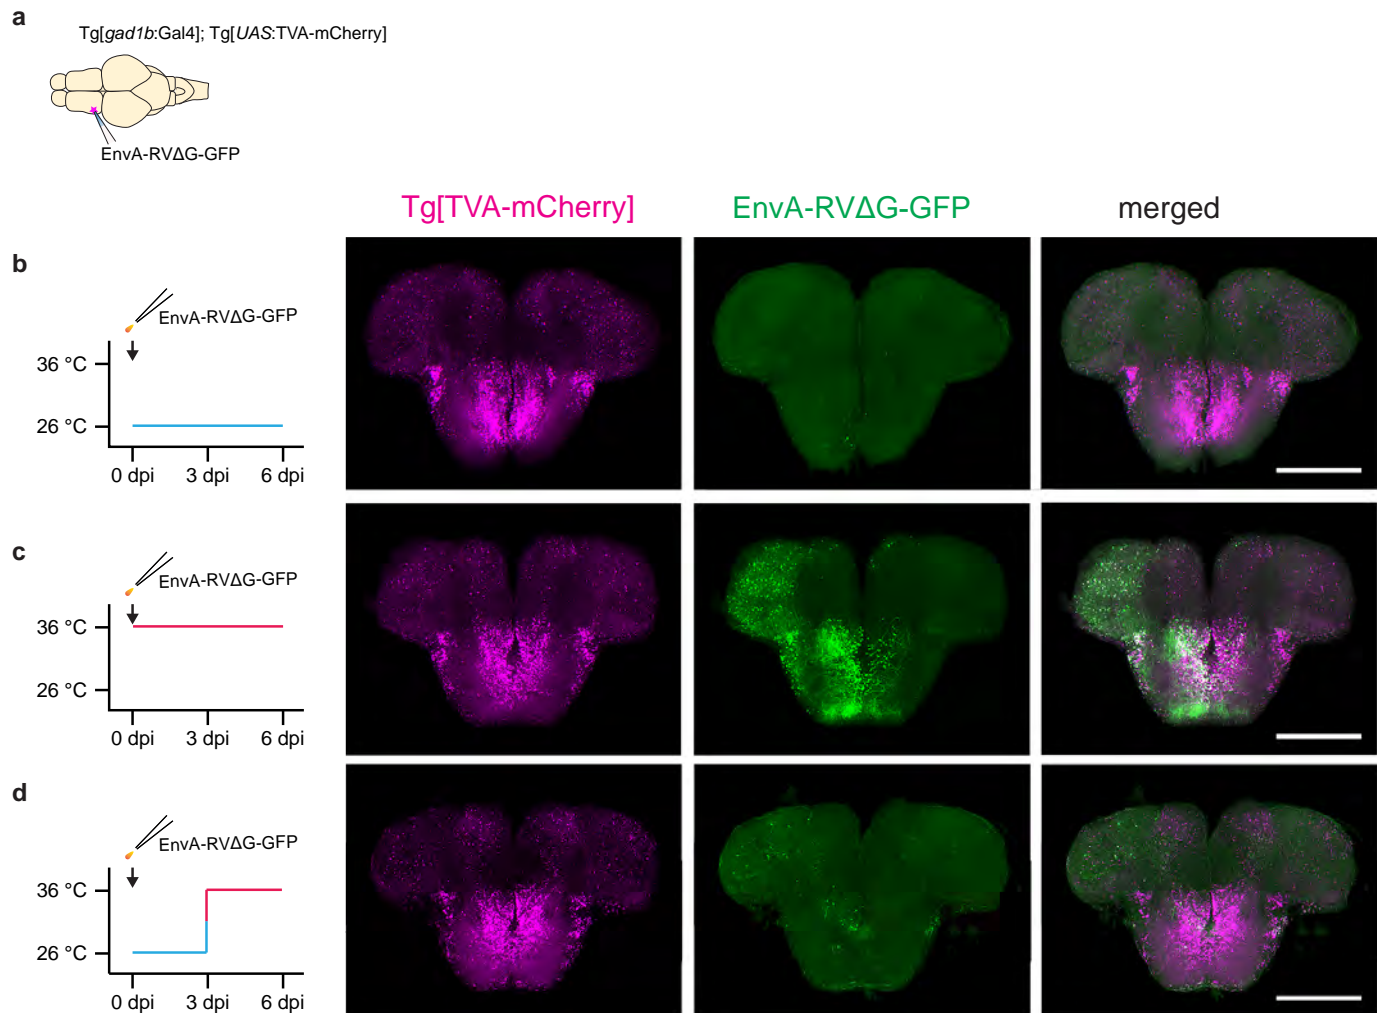 a
Tg[gad1b:Gal4]; Tg[UAS:TVA-mCherry]
EnvA-RVΔG-GFP
Tg[TVA-mCherry]
EnvA-RVΔG-GFP
merged
b
EnvA-RVΔG-GFP
36 °C
26 °C
0 dpi 3 dpi 6 dpi
c
EnvA-RVΔG-GFP
36 °C
26 °C
0 dpi 3 dpi 6 dpi
d
EnvA-RVΔG-GFP
36 °C
26 °C
0 dpi 3 dpi 6 dpi